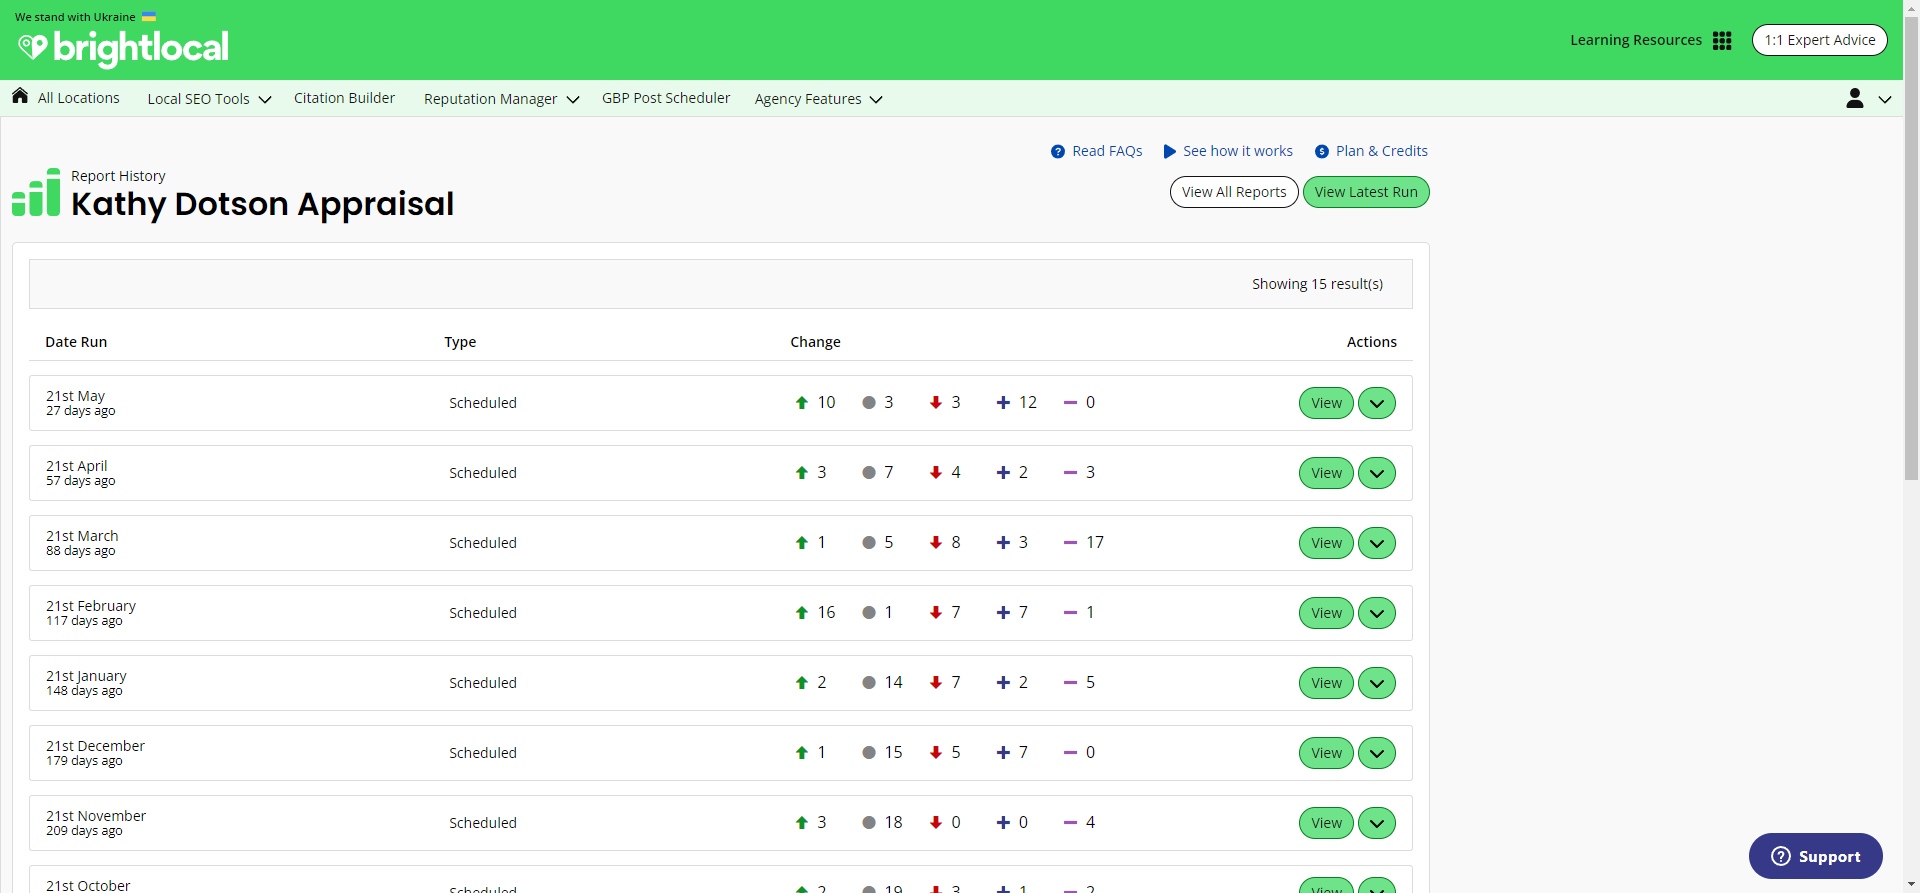 We stand with Ukraine
brightlocal
Learning Resources
1:1 Expert Advice
All Locations Local SEO Tools Citation Builder Reputation Manager GBP Post Scheduler Agency Features
Read FAQs See how it works Plan & Credits
Report History
Kathy Dotson Appraisal
View All Reports View Latest Run
Showing 15 result(s)
Date Run Type Change Actions
21st May
27 days ago
Scheduled 10 3 3 12 0 View
21st April
57 days ago
Scheduled 3 7 4 2 3 View
21st March
88 days ago
Scheduled 1 5 8 3 17 View
21st February
117 days ago
Scheduled 16 1 7 7 1 View
21st January
148 days ago
Scheduled 2 14 7 2 5 View
21st December
179 days ago
Scheduled 1 15 5 7 0 View
21st November
209 days ago
Scheduled 3 18 0 0 4 View
21st October
Scheduled 2 19 3 1 2 View
Support